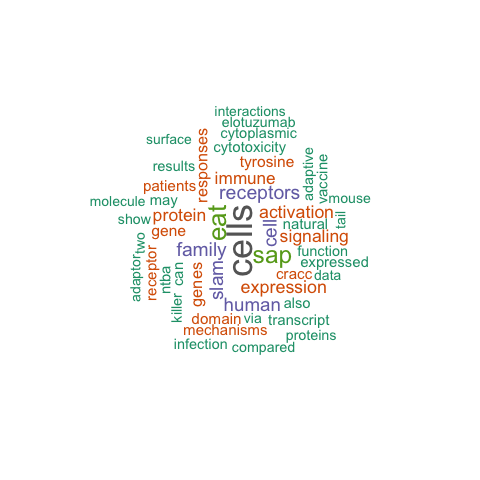 interactions
elotuzumab
cytoplasmic
surface
responses
cytotoxicity
results
tyrosine
adaptive
vaccine
immune
patients
receptors
molecule
may
mouse
show
protein
eat
cells
activation
tail
gene
cell
natural
signaling
two
family
sap
function
adaptor
receptor
ntba
can
genes
slam
expressed
cracc
data
killer
expression
human
also
domain
via
transcript
mechanisms
proteins
infection
compared